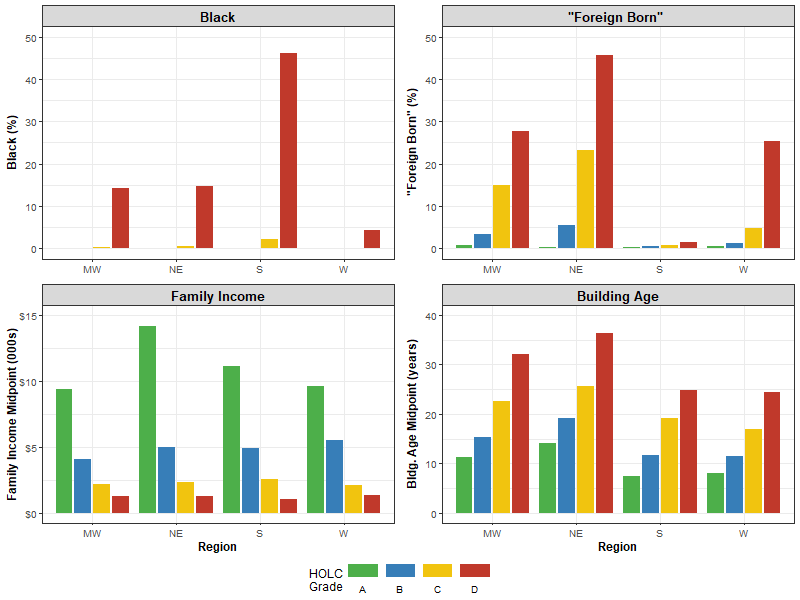 Black
Black (%)
50
40
30
20
10
0
MW NE S W
"Foreign Born"
"Foreign Born" (%)
50
40
30
20
10
0
MW NE S W
Family Income
Family Income Midpoint (000s)
$15
$10
$5
$0
MW NE S W
Region
Building Age
Bldg. Age Midpoint (years)
40
30
20
10
0
MW NE S W
Region
HOLC
Grade
A B C D